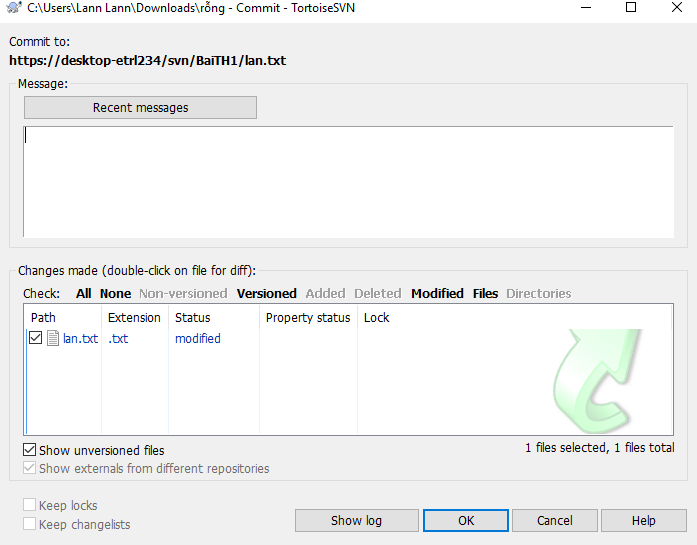 C:\Users\Lann Lann\Downloads\rỗng - Commit - TortoiseSVN
Commit to:
https://desktop-etrl234/svn/BaiTH1/lan.txt
Message:
Recent messages
Changes made (double-click on file for diff):
Check: All None Non-versioned Versioned Added Deleted Modified Files Directories
Path Extension Status Property status Lock
lan.txt .txt modified
Show unversioned files 1 files selected, 1 files total
Show externals from different repositories
Keep locks
Keep changelists
Show log OK Cancel Help